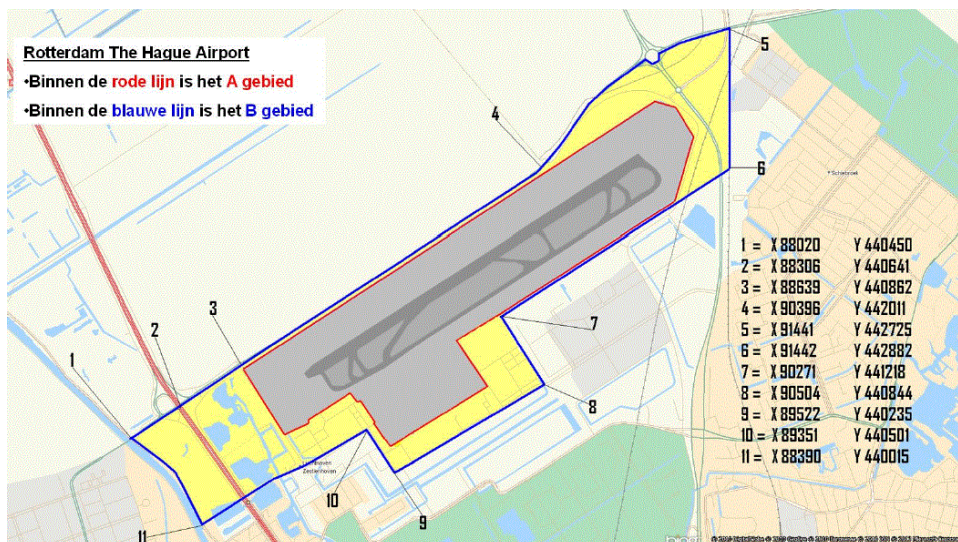 Rotterdam The Hague Airport
•Binnen de rode lijn is het A gebied
•Binnen de blauwe lijn is het B gebied
5
4
6
Schiebroek
1 = X 88020 Y 440450
2 = X 88306 Y 440641
3 = X 88639 Y 440862
4 = X 90396 Y 442011
5 = X 91441 Y 442725
6 = X 91442 Y 442882
7 = X 90271 Y 441218
8 = X 90504 Y 440844
9 = X 89522 Y 440235
10 = X 89351 Y 440501
11 = X 88390 Y 440015
3
7
2
1
8
Zestienhoven
10
9
11
bing